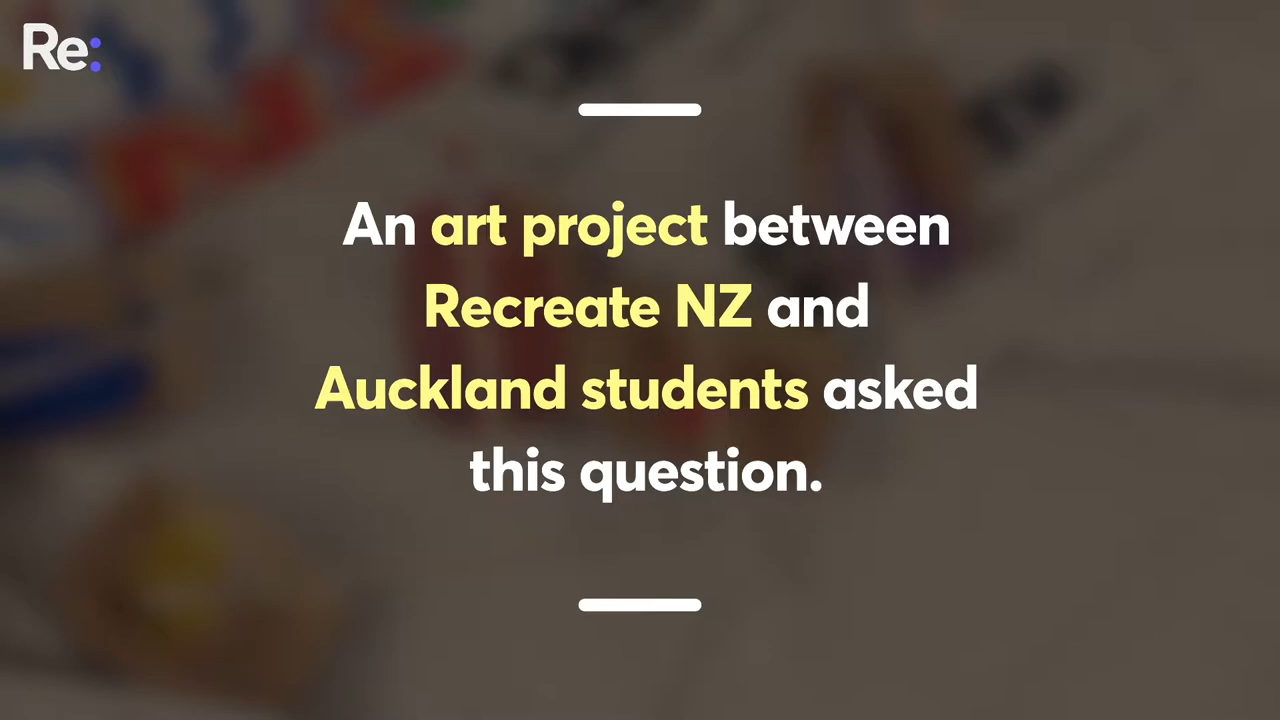 Re:
An art project between
Recreate NZ and
Auckland students asked
this question.